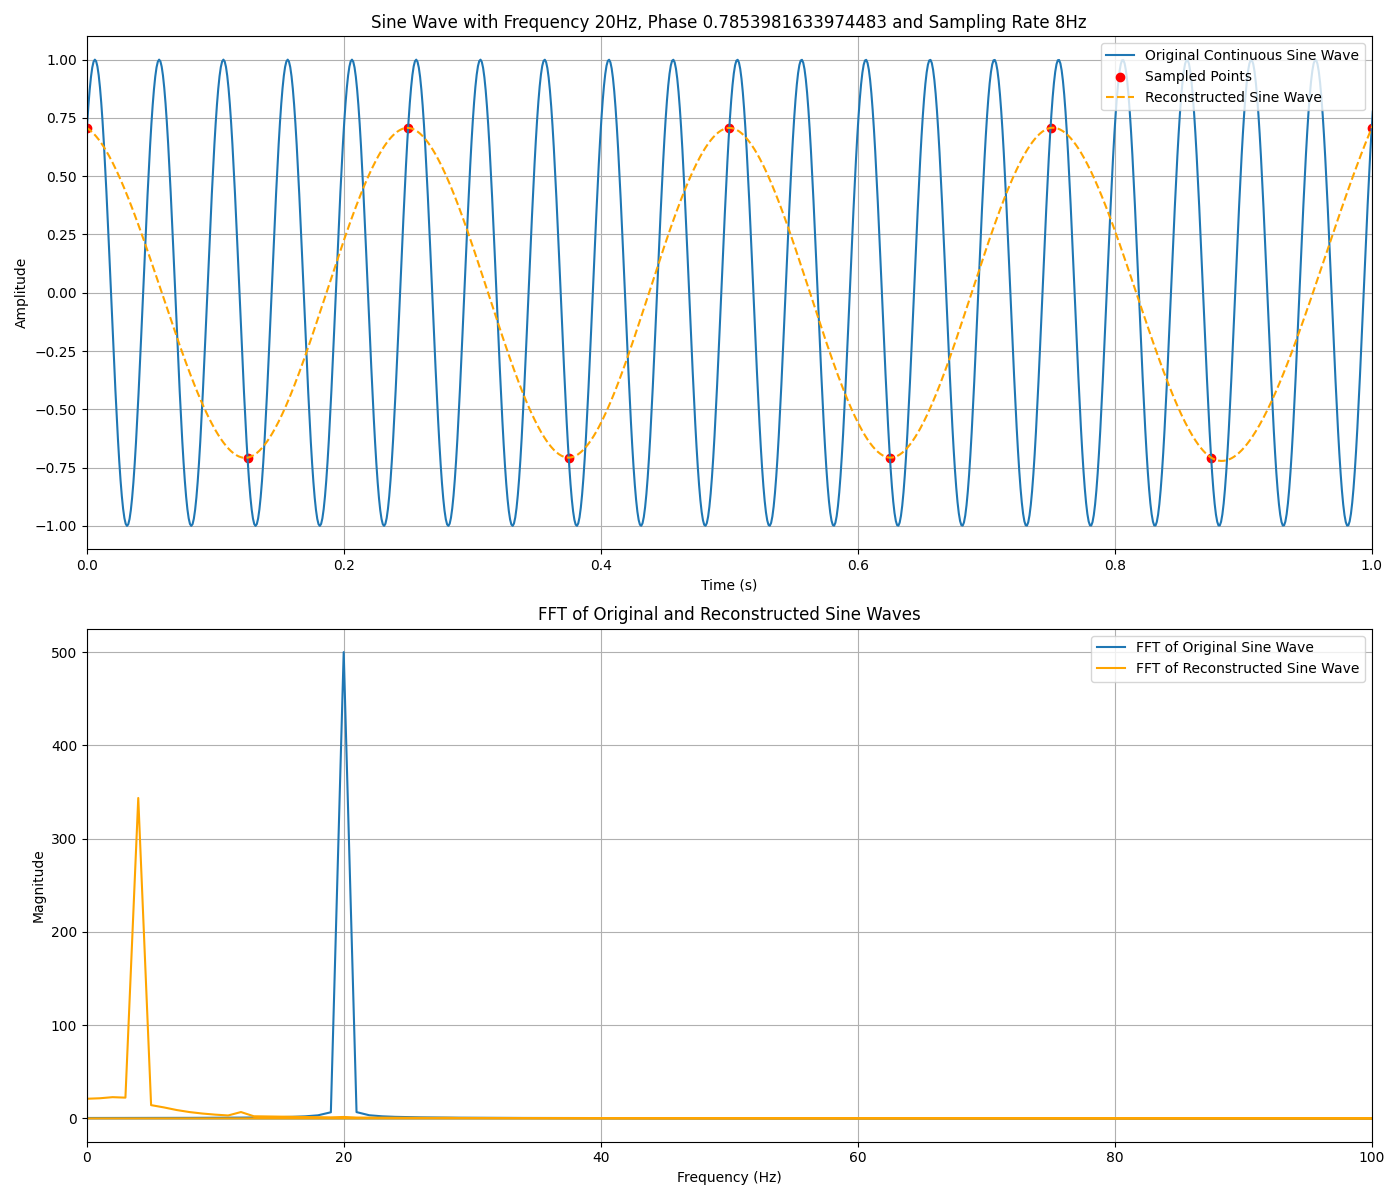 Sine Wave with Frequency 20Hz, Phase 0.7853981633974483 and Sampling Rate 8Hz
Original Continuous Sine Wave
Sampled Points
Reconstructed Sine Wave
1.00
0.75
0.50
0.25
0.00
−0.25
−0.50
−0.75
−1.00
Amplitude
0.0 0.2 0.4 0.6 0.8 1.0
Time (s)
FFT of Original and Reconstructed Sine Waves
FFT of Original Sine Wave
FFT of Reconstructed Sine Wave
500
400
300
200
100
0
Magnitude
0 20 40 60 80 100
Frequency (Hz)